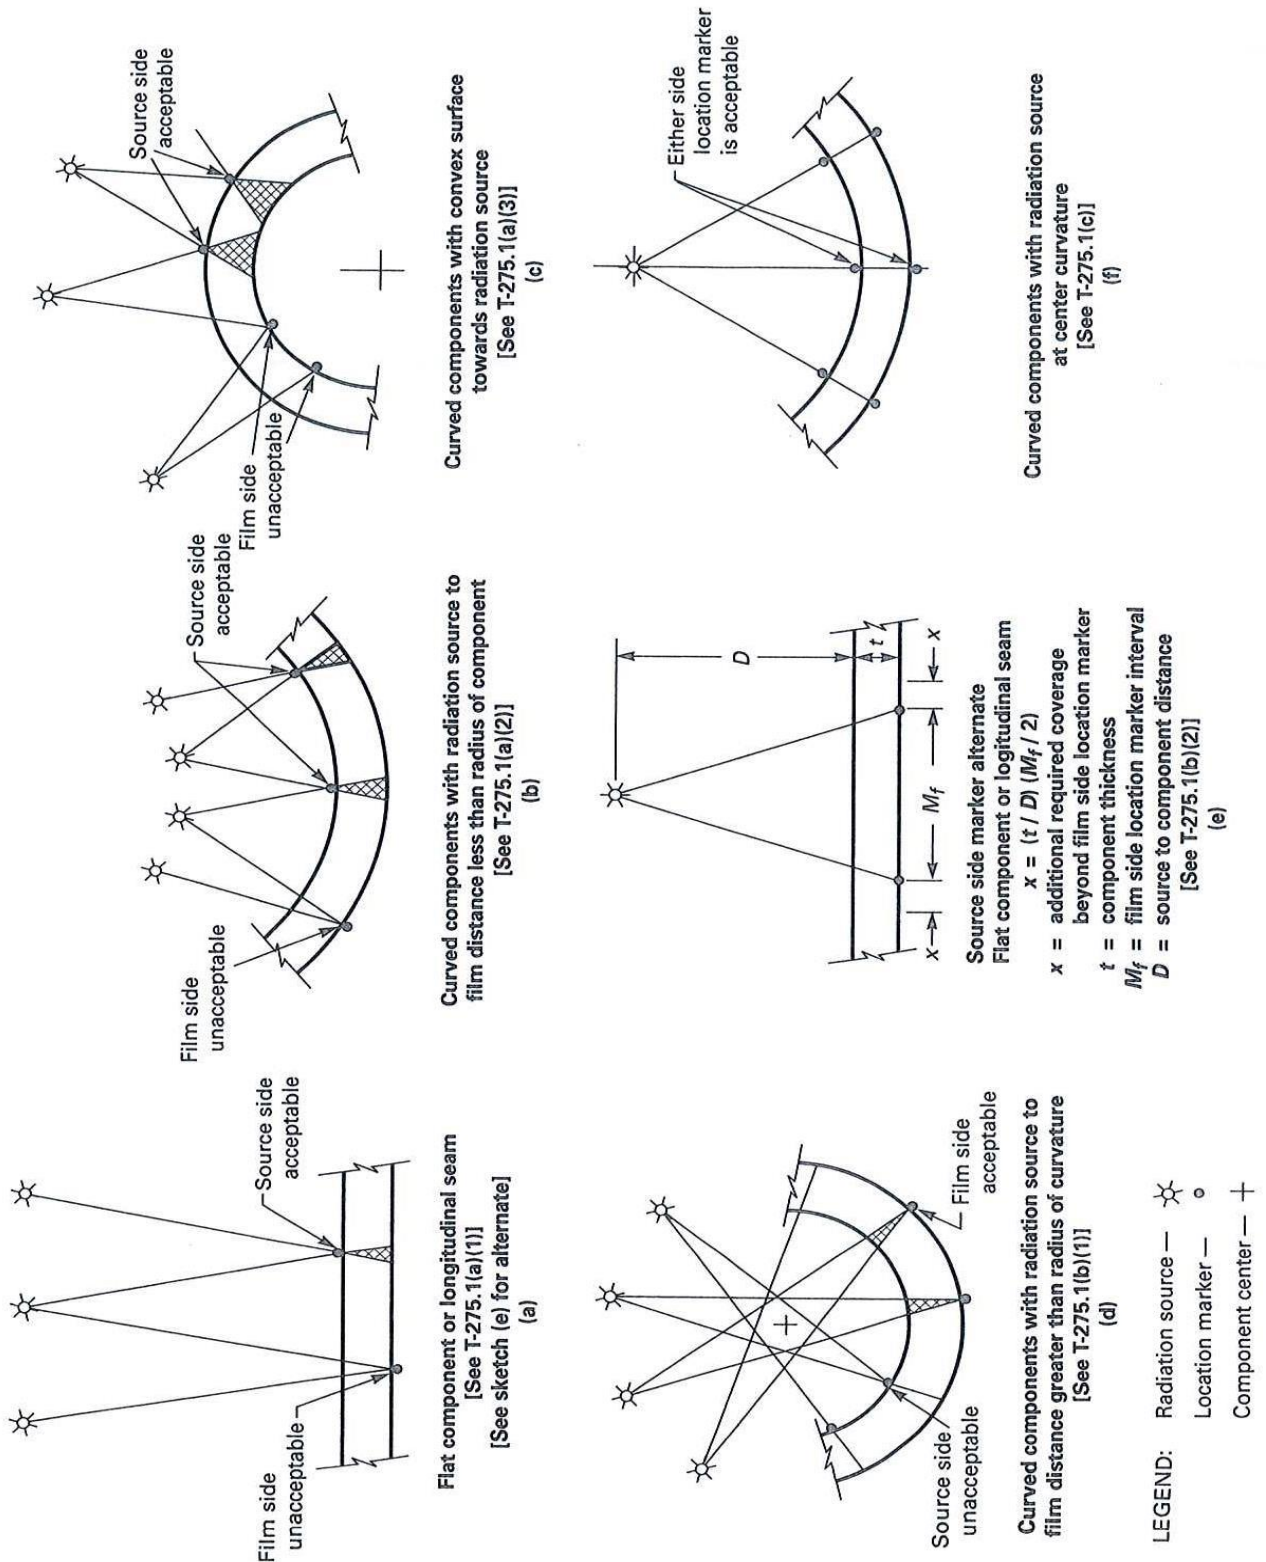 Film side
unacceptable
Source side
acceptable
Flat component or longitudinal seam
[See T-275.1(a)(1)]
[See sketch (e) for alternate]
(a)
Film side
unacceptable
Source side
acceptable
Curved components with radiation source to
film distance less than radius of component
[See T-275.1(a)(2)]
(b)
Film side
unacceptable
Source side
acceptable
Curved components with convex surface
towards radiation source
[See T-275.1(a)(3)]
(c)
Source side
unacceptable
Film side
acceptable
Curved components with radiation source to
film distance greater than radius of curvature
[See T-275.1(b)(1)]
(d)
D
t
x
Mf
x
Source side marker alternate
Flat component or logitudinal seam
x = (t / D) (Mf / 2)
x = additional required coverage
beyond film side location marker
t = component thickness
Mf = film side location marker interval
D = source to component distance
[See T-275.1(b)(2)]
(e)
Either side
location marker
is acceptable
Curved components with radiation source
at center curvature
[See T-275.1(c)]
(f)
LEGEND: Radiation source —
Location marker —
Component center —